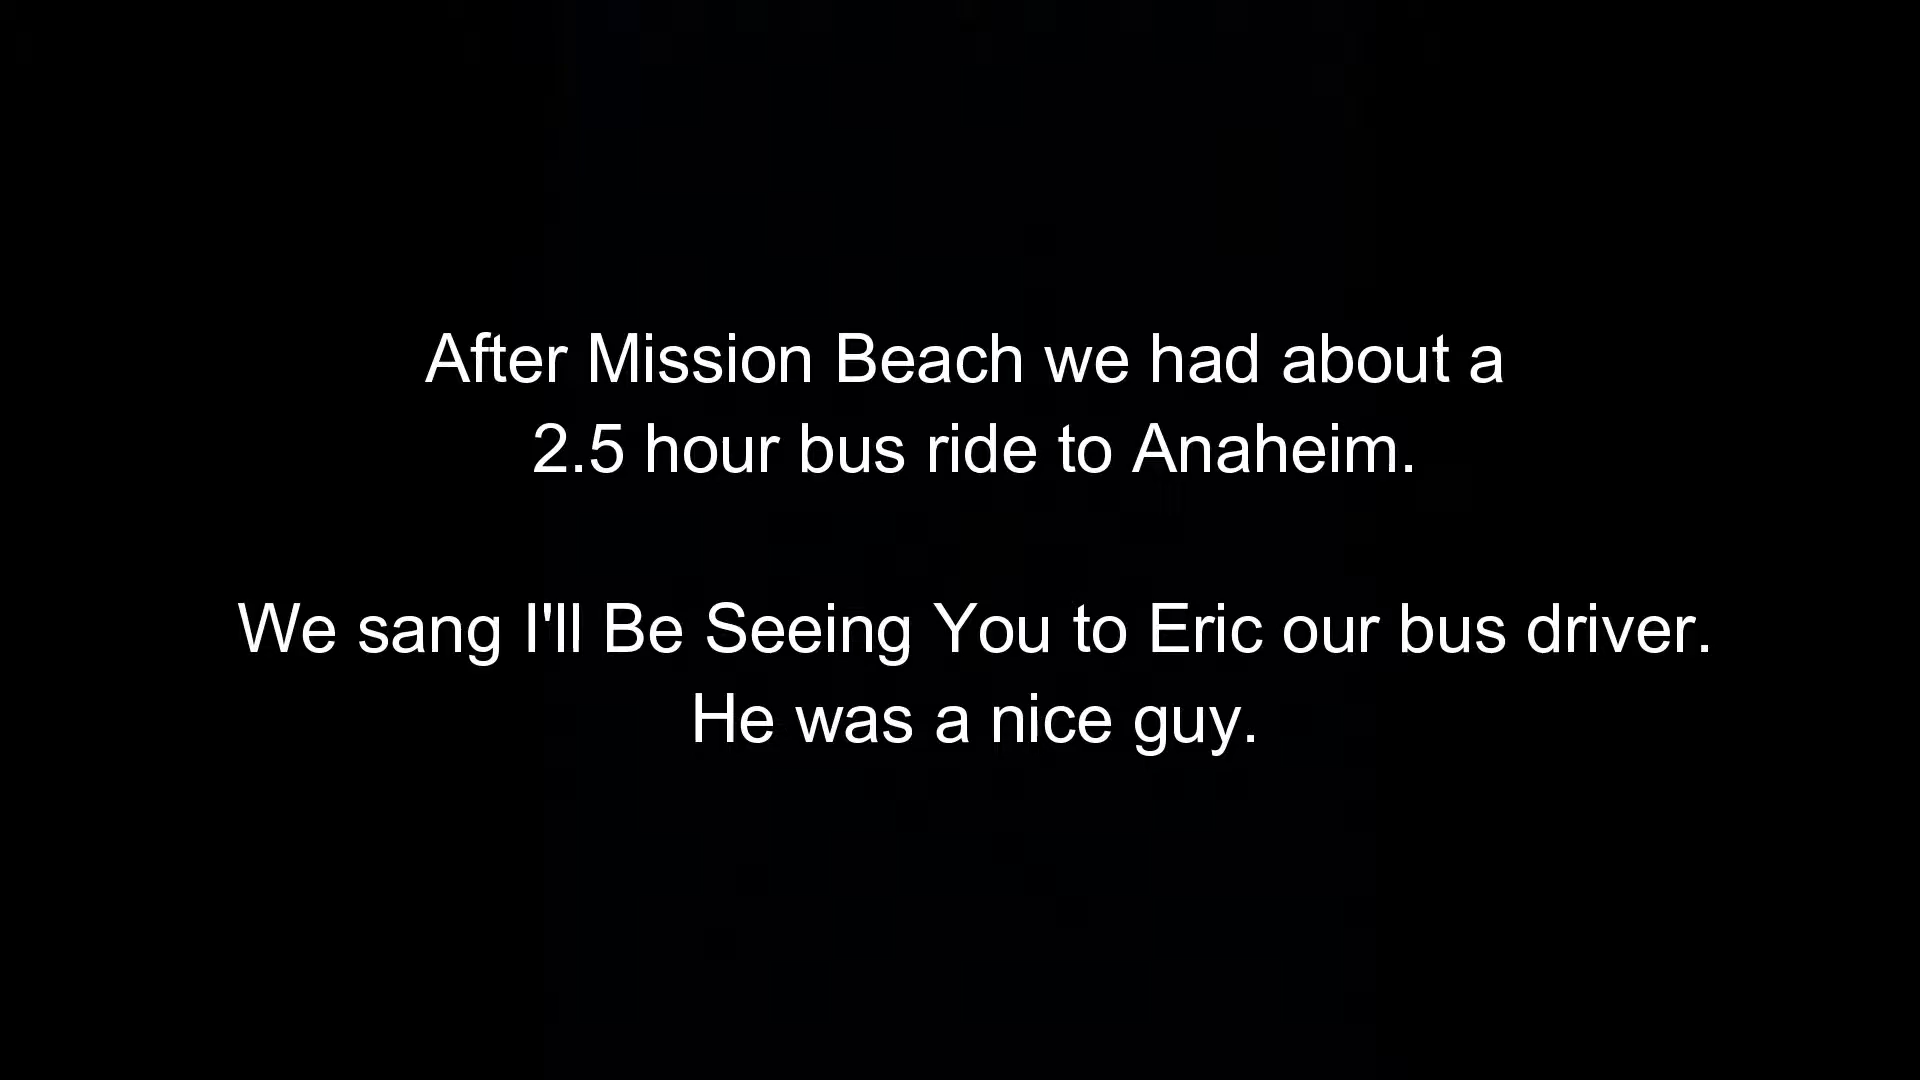 After Mission Beach we had about a
2.5 hour bus ride to Anaheim.
We sang I'll Be Seeing You to Eric our bus driver.
He was a nice guy.